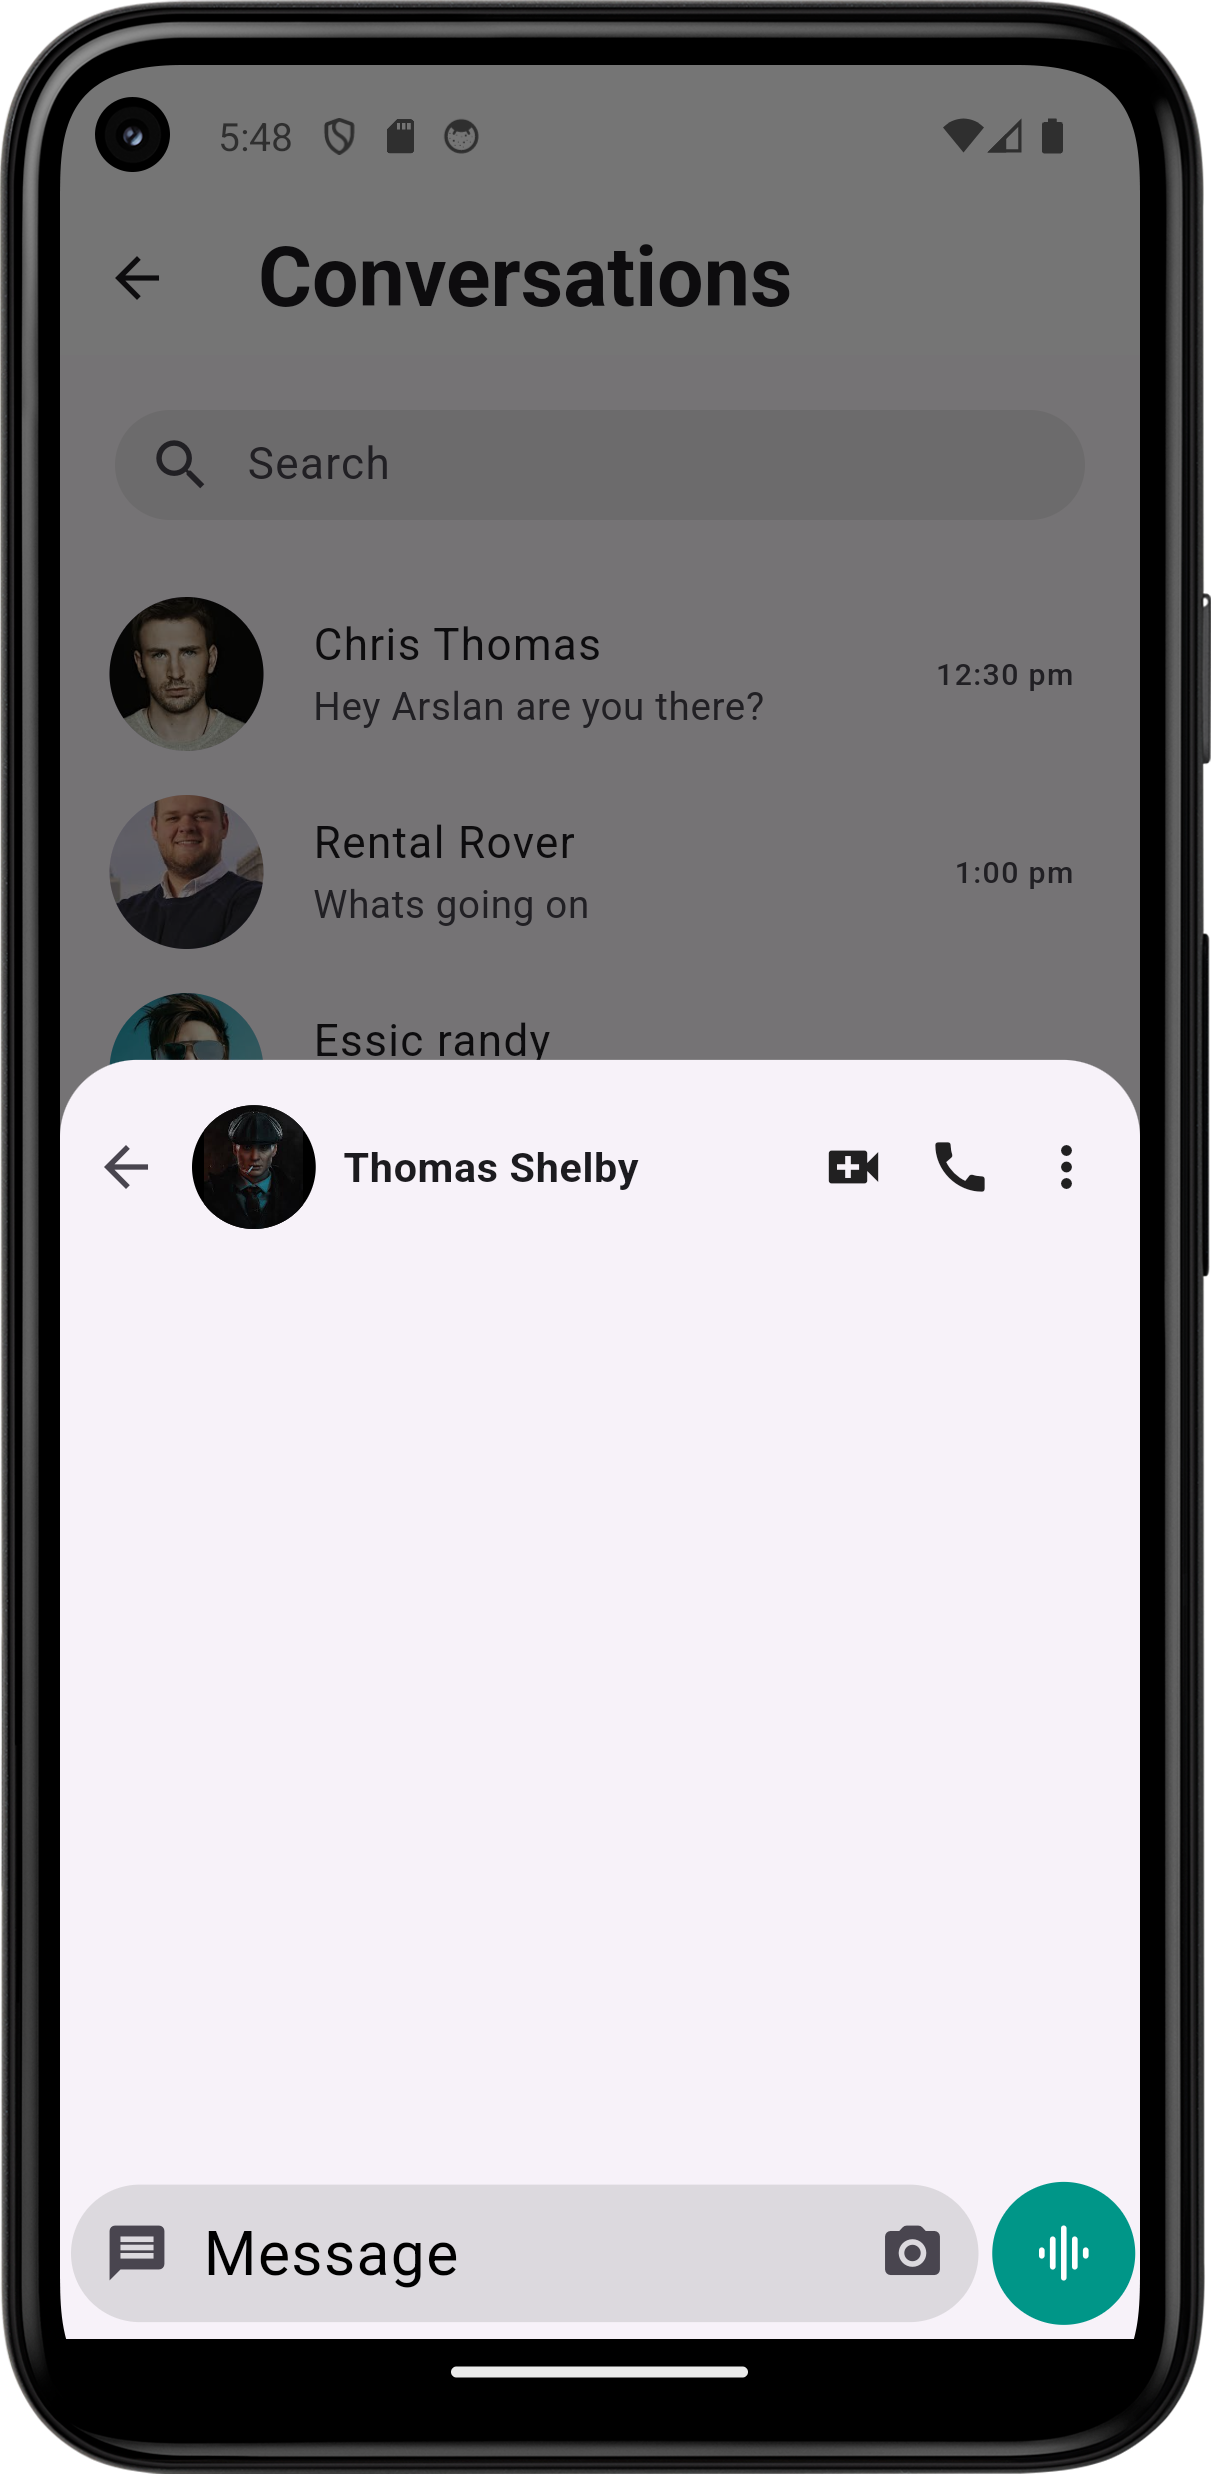 5:48
Conversations
Search
Chris Thomas
Hey Arslan are you there?
12:30 pm
Rental Rover
Whats going on
1:00 pm
Essic randy
Thomas Shelby
Message